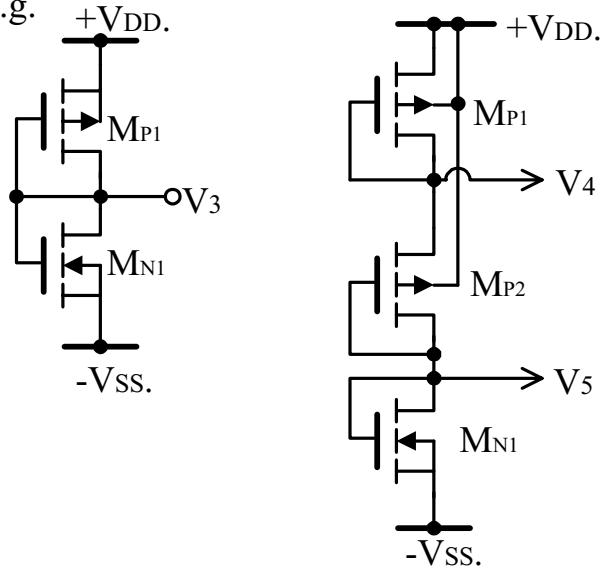 .g.
+VDD.
MP1
V3
MN1
-VSS.
+VDD.
MP1
V4
MP2
V5
MN1
-VSS.